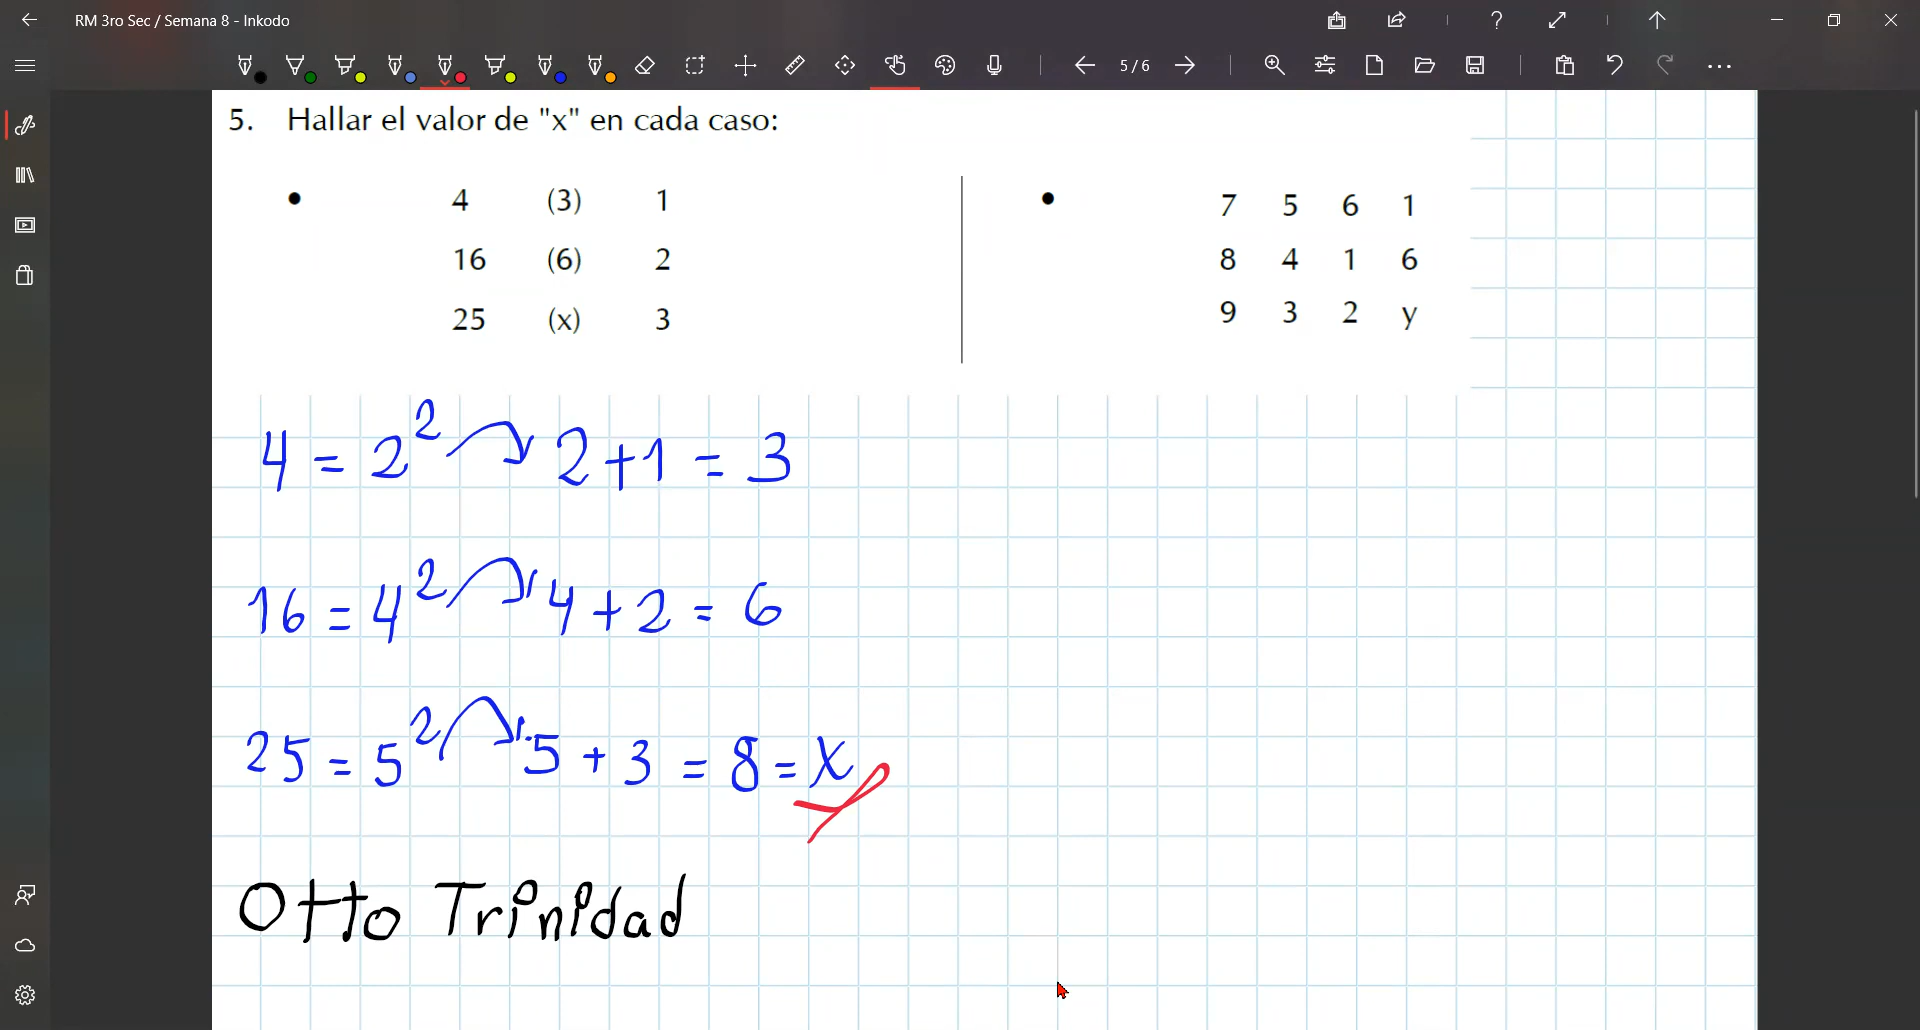 RM 3ro Sec / Semana 8 - Inkodo
5 / 6
5. Hallar el valor de "x" en cada caso:
• 4 (3) 1
16 (6) 2
25 (x) 3
• 7 5 6 1
8 4 1 6
9 3 2 y
4 = 2² 2 + 1 = 3
16 = 4² 4 + 2 = 6
25 = 5² 5 + 3 = 8 = x
Otto Trinidad